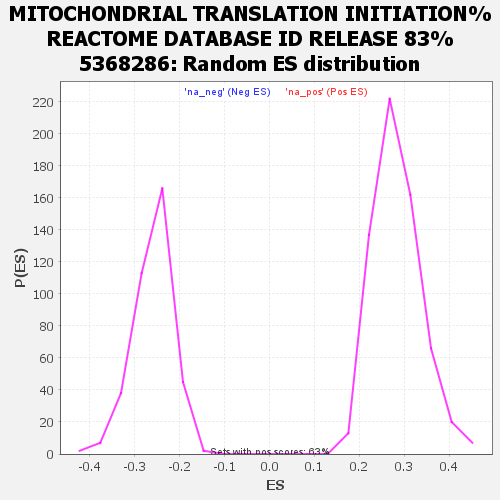 MITOCHONDRIAL TRANSLATION INITIATION%
REACTOME DATABASE ID RELEASE 83%
5368286: Random ES distribution
'na_neg' (Neg ES) 'na_pos' (Pos ES)
220
200
180
160
140
120
100
80
60
40
20
0
P(ES)
Sets with pos scores: 63%
-0.4 -0.3 -0.2 -0.1 0.0 0.1 0.2 0.3 0.4
ES